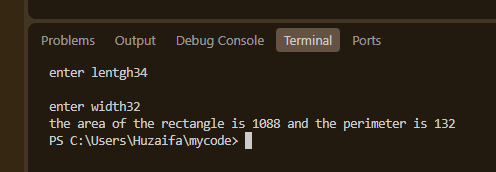 Problems Output Debug Console Terminal Ports
enter lentgh34
enter width32
the area of the rectangle is 1088 and the perimeter is 132
PS C:\Users\Huzaifa\mycode>